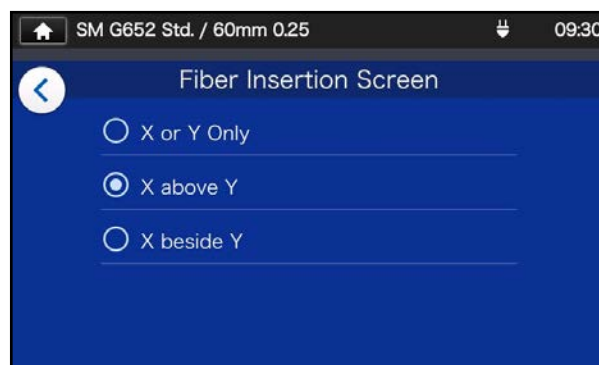 SM G652 Std. / 60mm 0.25 09:30
Fiber Insertion Screen
X or Y Only
X above Y
X beside Y